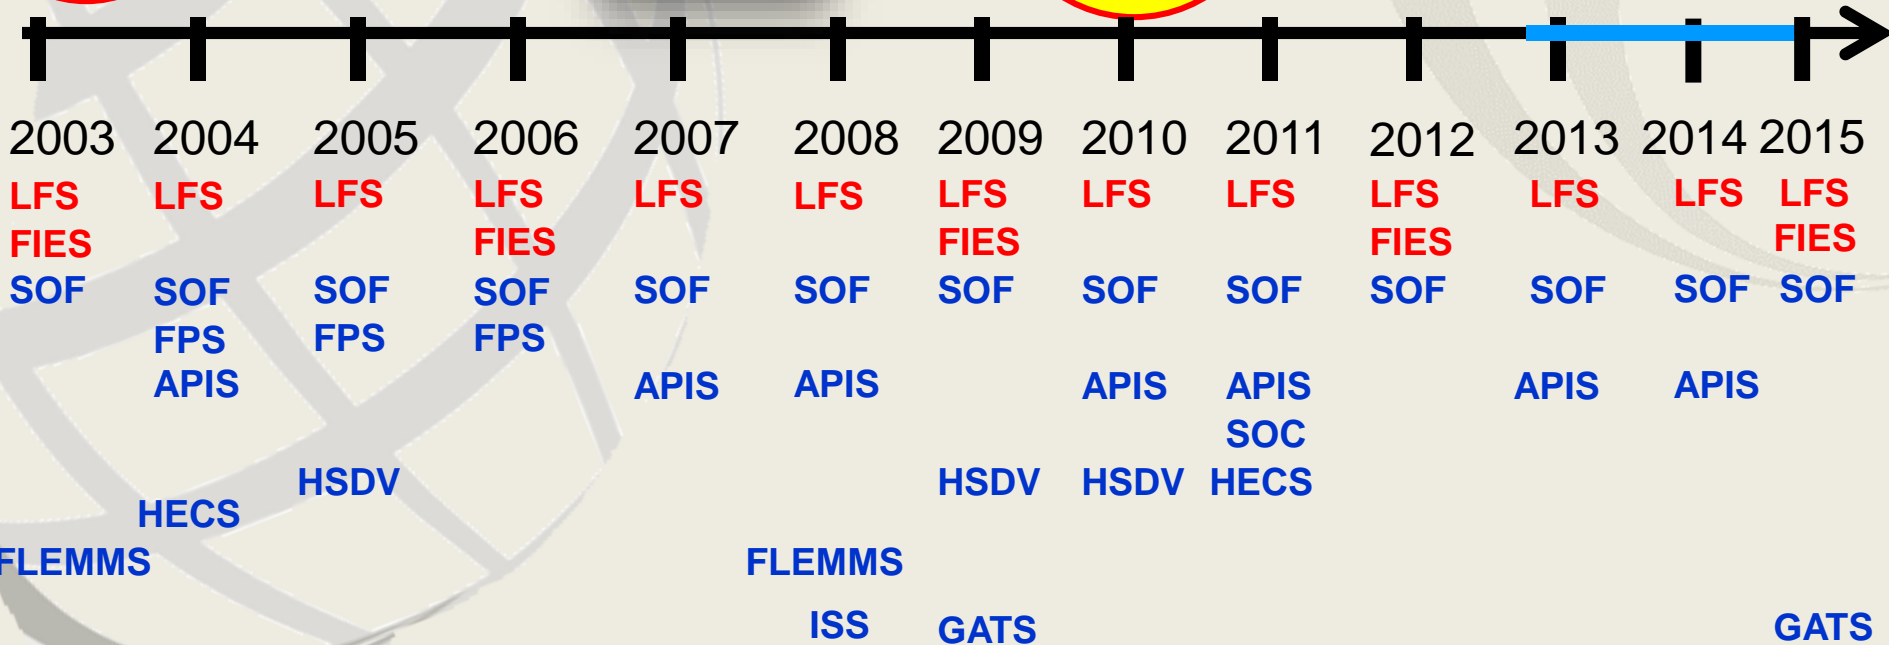 2003 2004 2005 2006 2007 2008 2009 2010 2011 2012 2013 2014 2015
LFS LFS LFS LFS LFS LFS LFS LFS LFS LFS LFS LFS LFS
FIES FIES FIES FIES FIES
SOF SOF SOF SOF SOF SOF SOF SOF SOF SOF SOF SOF SOF
FPS FPS FPS
APIS APIS APIS APIS APIS APIS APIS
SOC
HSDV HSDV HSDV HECS
HECS
FLEMMS FLEMMS
ISS GATS GATS